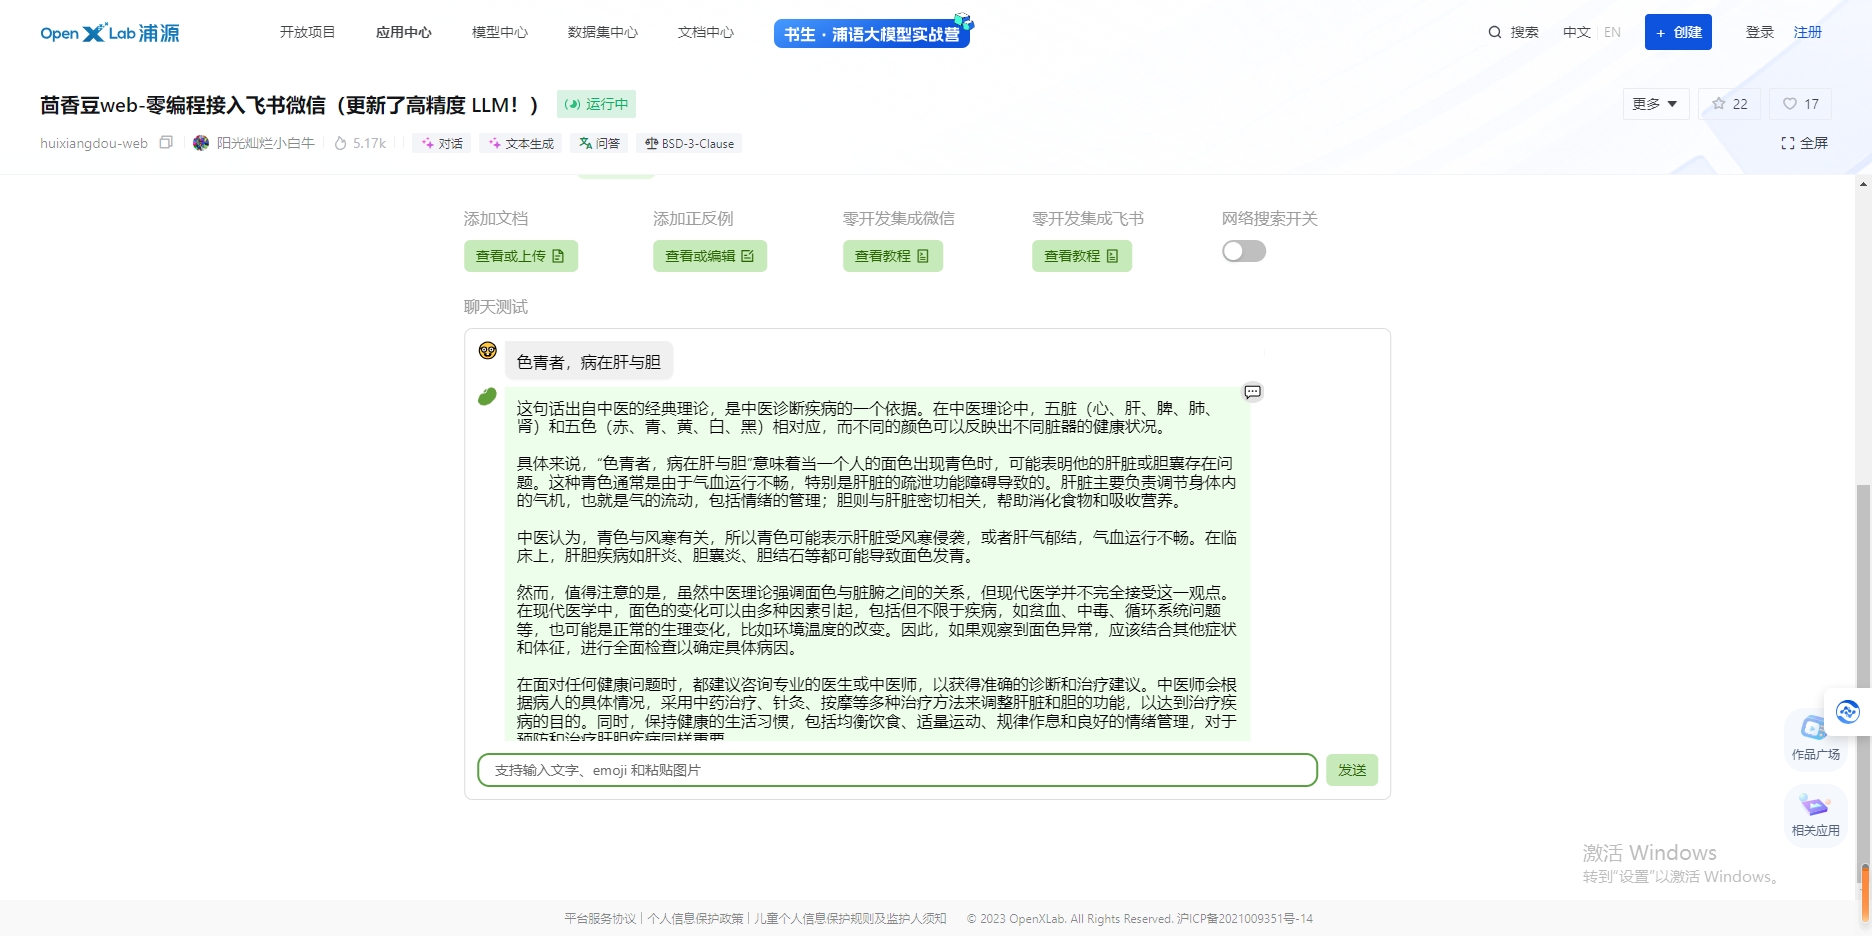 Open X Lab 浦源
开放项目
应用中心
模型中心
数据集中心
文档中心
书生·浦语大模型实战营
搜索
中文 | EN
+ 创建
登录
注册
茴香豆web-零编程接入飞书微信（更新了高精度 LLM！）
运行中
更多
22
17
huixiangdou-web
阳光灿烂小白牛
5.17k
对话
文本生成
问答
BSD-3-Clause
全屏
添加文档
添加正反例
零开发集成微信
零开发集成飞书
网络搜索开关
查看或上传
查看或编辑
查看教程
查看教程
聊天测试
色青者，病在肝与胆
这句话出自中医的经典理论，是中医诊断疾病的一个依据。在中医理论中，五脏（心、肝、脾、肺、
肾）和五色（赤、青、黄、白、黑）相对应，而不同的颜色可以反映出不同脏器的健康状况。
具体来说，“色青者，病在肝与胆”意味着当一个人的面色出现青色时，可能表明他的肝脏或胆囊存在问
题。这种青色通常是由于气血运行不畅，特别是肝脏的疏泄功能障碍导致的。肝脏主要负责调节身体内
的气机，也就是气的流动，包括情绪的管理；胆则与肝脏密切相关，帮助消化食物和吸收营养。
中医认为，青色与风寒有关，所以青色可能表示肝脏受风寒侵袭，或者肝气郁结，气血运行不畅。在临
床上，肝胆疾病如肝炎、胆囊炎、胆结石等都可能导致面色发青。
然而，值得注意的是，虽然中医理论强调面色与脏腑之间的关系，但现代医学并不完全接受这一观点。
在现代医学中，面色的变化可以由多种因素引起，包括但不限于疾病，如贫血、中毒、循环系统问题
等，也可能是正常的生理变化，比如环境温度的改变。因此，如果观察到面色异常，应该结合其他症状
和体征，进行全面检查以确定具体病因。
在面对任何健康问题时，都建议咨询专业的医生或中医师，以获得准确的诊断和治疗建议。中医师会根
据病人的具体情况，采用中药治疗、针灸、按摩等多种治疗方法来调整肝脏和胆的功能，以达到治疗疾
病的目的。同时，保持健康的生活习惯，包括均衡饮食、适量运动、规律作息和良好的情绪管理，对于
预防和治疗肝胆疾病同样重要
支持输入文字、emoji 和粘贴图片
发送
作品广场
相关应用
激活 Windows
转到“设置”以激活 Windows。
平台服务协议 | 个人信息保护政策 | 儿童个人信息保护规则及监护人须知 © 2023 OpenXLab. All Rights Reserved. 沪ICP备2021009351号-14